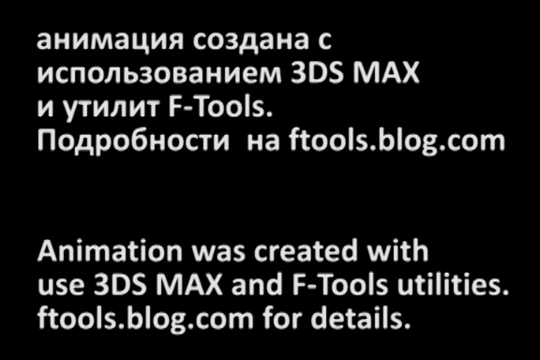 анимация создана с
использованием 3DS MAX
и утилит F-Tools.
Подробности на ftools.blog.com
Animation was created with
use 3DS MAX and F-Tools utilities.
ftools.blog.com for details.